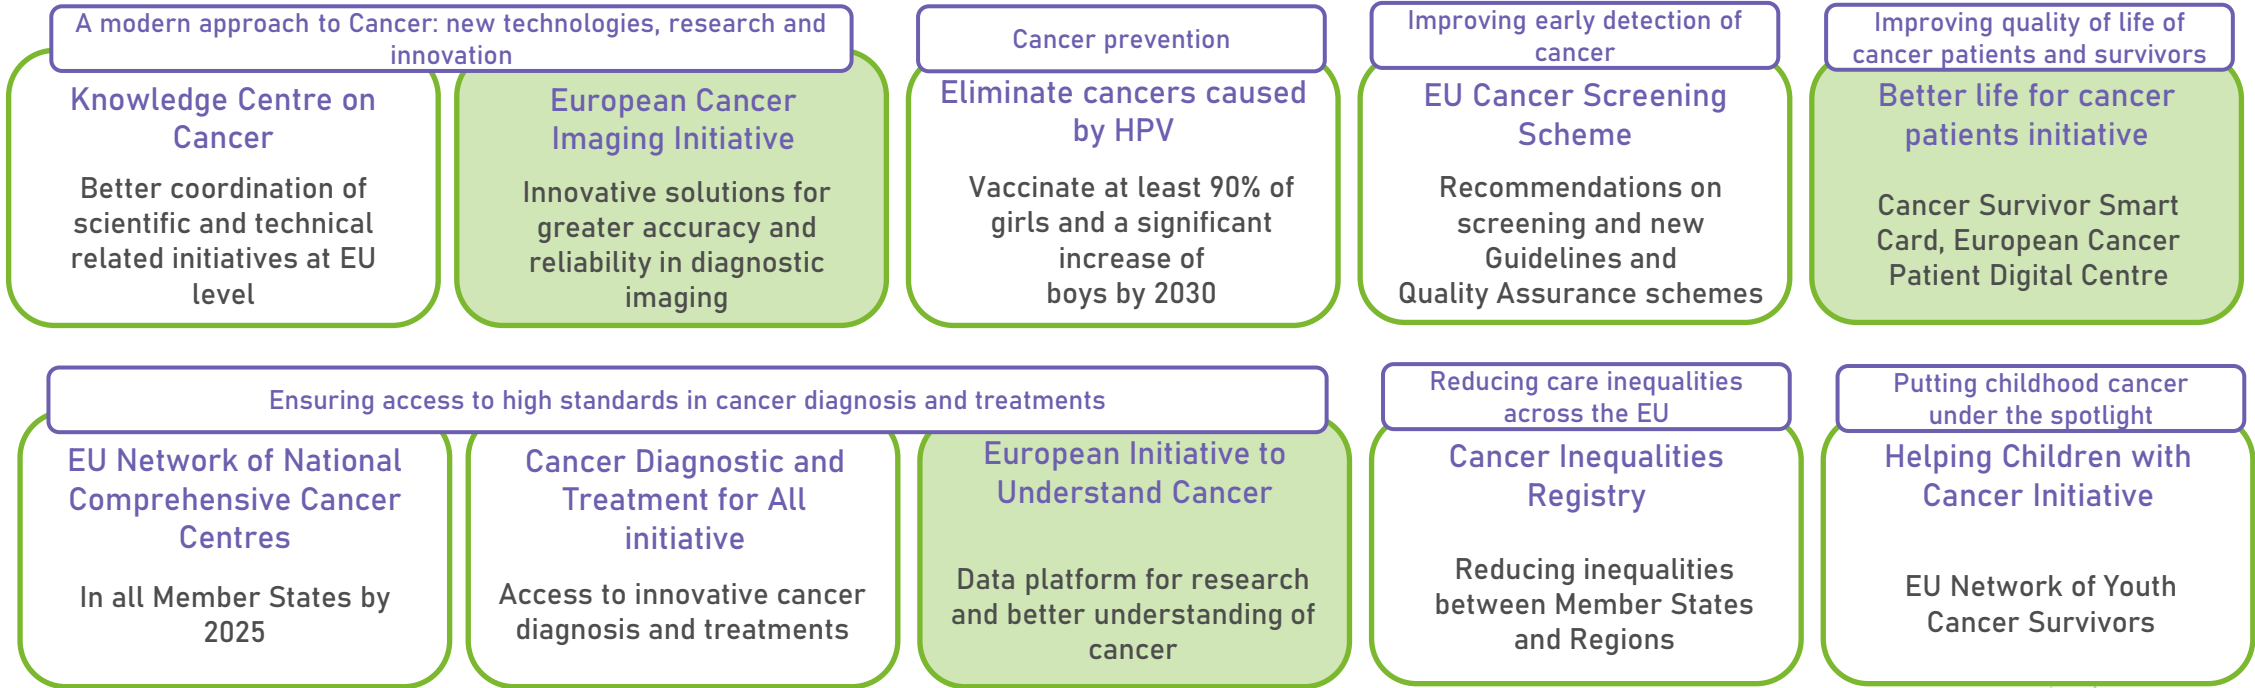 A modern approach to Cancer: new technologies, research and
innovation
Knowledge Centre on
Cancer
Better coordination of
scientific and technical
related initiatives at EU
level
European Cancer
Imaging Initiative
Innovative solutions for
greater accuracy and
reliability in diagnostic
imaging
Cancer prevention
Eliminate cancers caused
by HPV
Vaccinate at least 90% of
girls and a significant
increase of
boys by 2030
Improving early detection of
cancer
EU Cancer Screening
Scheme
Recommendations on
screening and new
Guidelines and
Quality Assurance schemes
Improving quality of life of
cancer patients and survivors
Better life for cancer
patients initiative
Cancer Survivor Smart
Card, European Cancer
Patient Digital Centre
Ensuring access to high standards in cancer diagnosis and treatments
EU Network of National
Comprehensive Cancer
Centres
In all Member States by
2025
Cancer Diagnostic and
Treatment for All
initiative
Access to innovative cancer
diagnosis and treatments
European Initiative to
Understand Cancer
Data platform for research
and better understanding of
cancer
Reducing care inequalities
across the EU
Cancer Inequalities
Registry
Reducing inequalities
between Member States
and Regions
Putting childhood cancer
under the spotlight
Helping Children with
Cancer Initiative
EU Network of Youth
Cancer Survivors